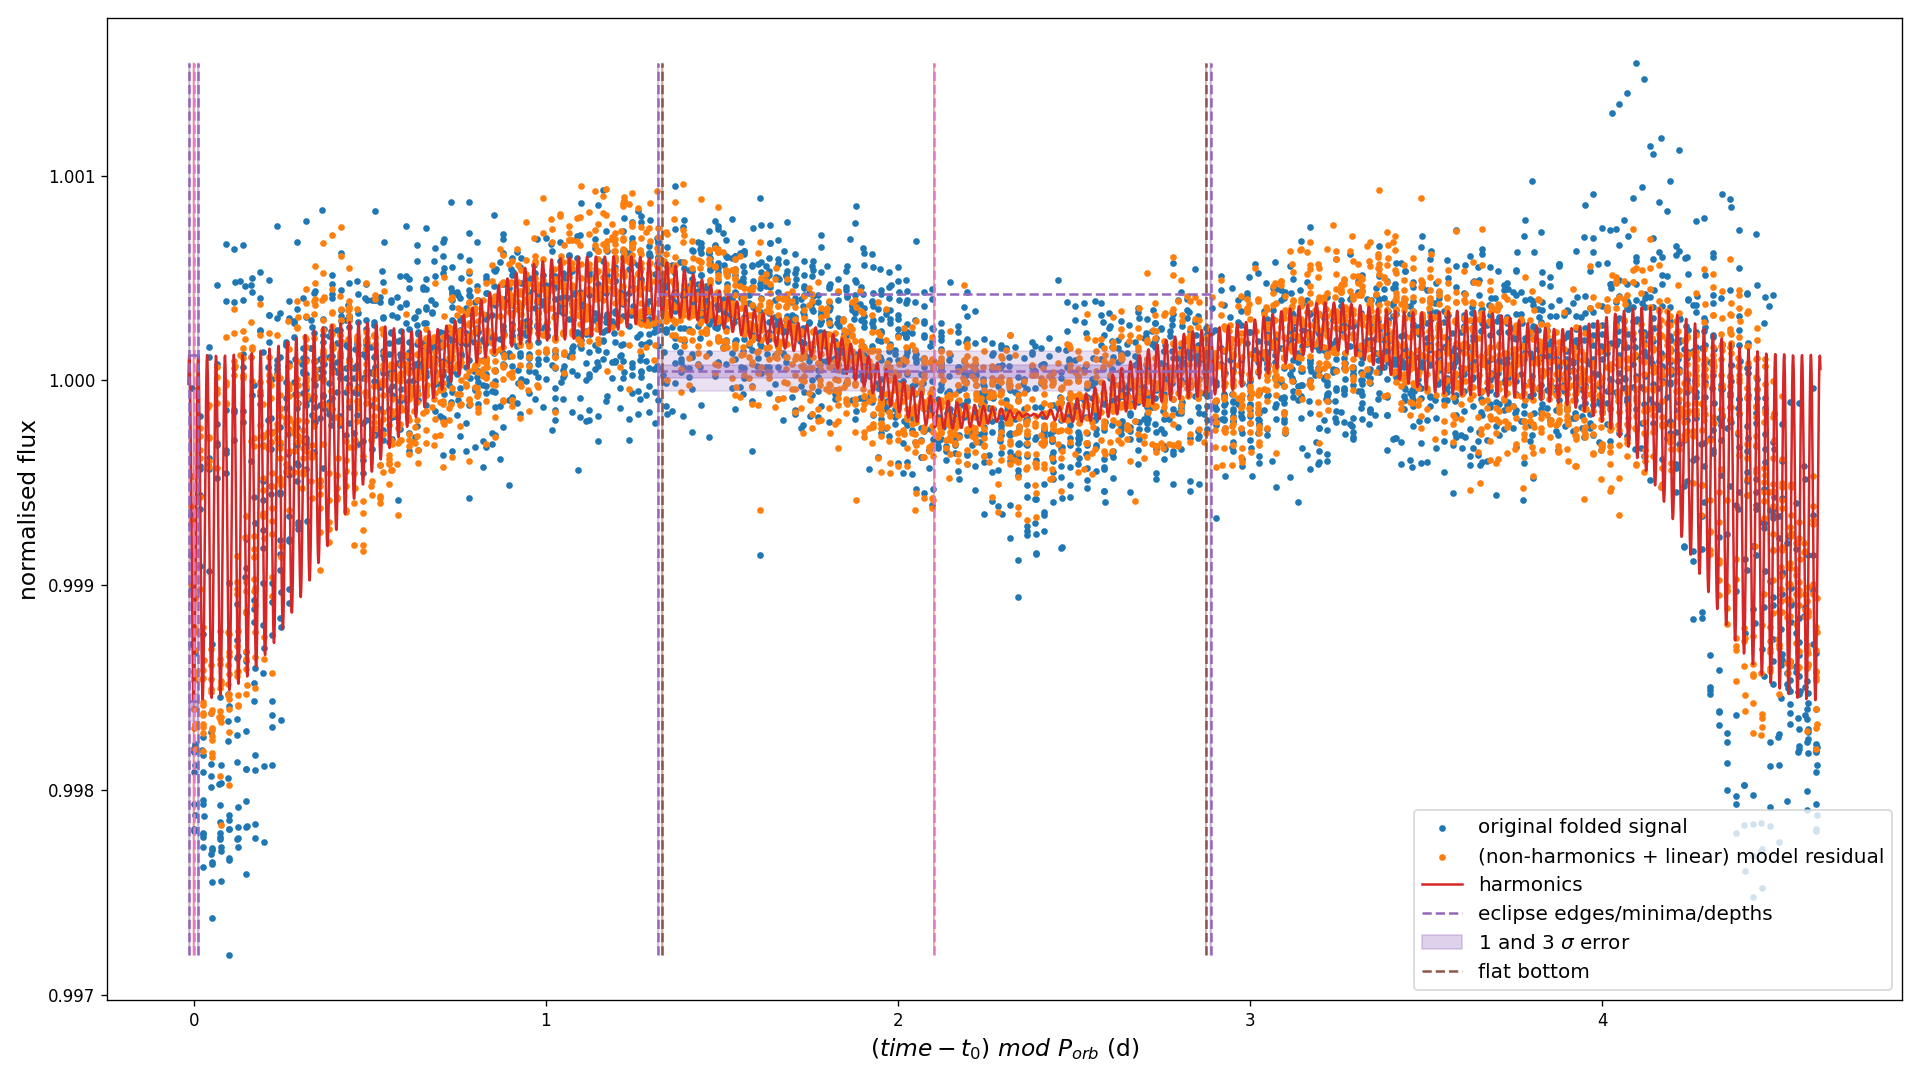 normalised flux
1.001
1.000
0.999
0.998
0.997
0
1
2
3
4
(time − t₀) mod P_orb (d)
original folded signal
(non-harmonics + linear) model residual
harmonics
eclipse edges/minima/depths
1 and 3 σ error
flat bottom